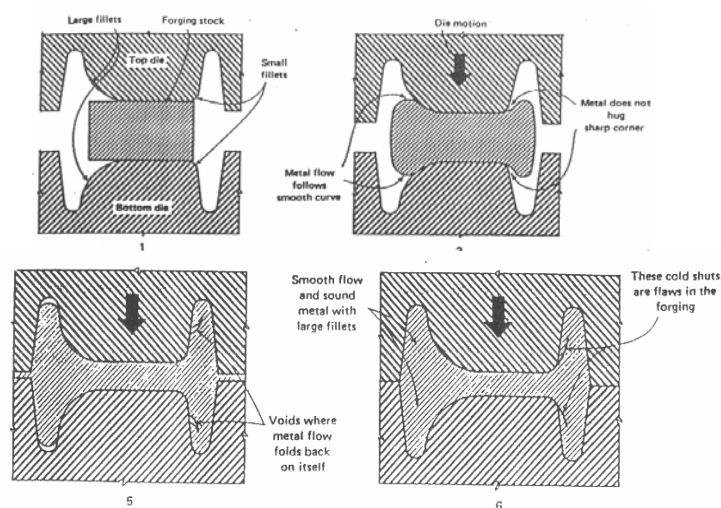 Large fillets
Forging stock
Top die
Small
fillets
Bottom die
1
Die motion
Metal does not
hug
sharp corner
Metal flow
follows
smooth curve
Voids where
metal flow
folds back
on itself
5
Smooth flow
and sound
metal with
large fillets
These cold shuts
are flaws in the
forging
6